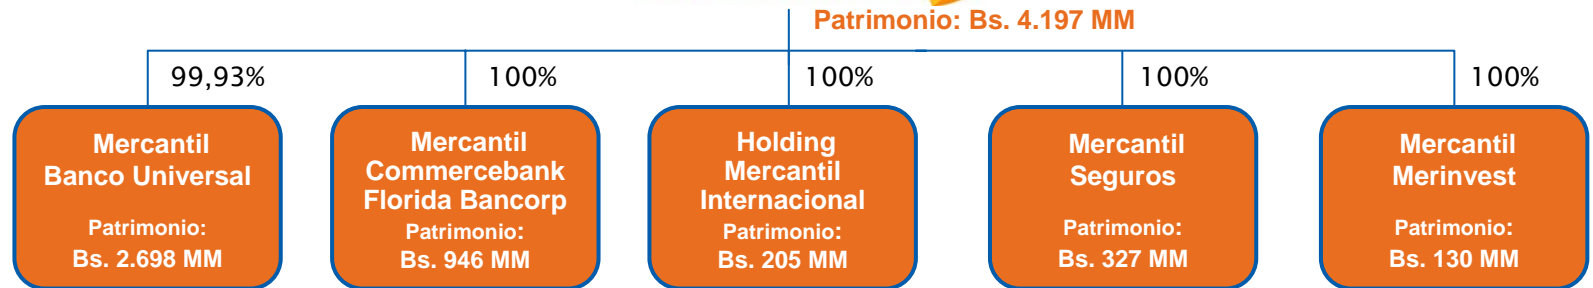 Patrimonio: Bs. 4.197 MM
99,93%
100%
100%
100%
100%
Mercantil
Banco Universal
Patrimonio:
Bs. 2.698 MM
Mercantil
Commercebank
Florida Bancorp
Patrimonio:
Bs. 946 MM
Holding
Mercantil
Internacional
Patrimonio:
Bs. 205 MM
Mercantil
Seguros
Patrimonio:
Bs. 327 MM
Mercantil
Merinvest
Patrimonio:
Bs. 130 MM